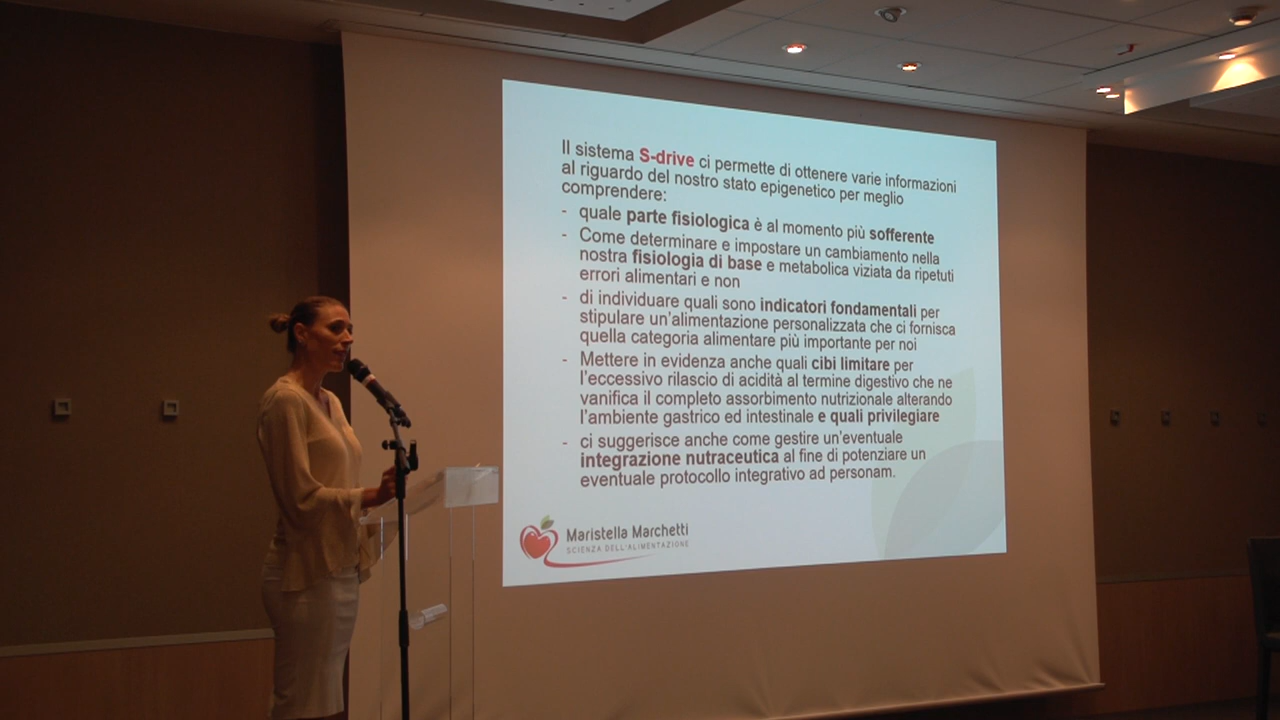 Il sistema S-drive ci permette di ottenere varie informazioni
al riguardo del nostro stato epigenetico per meglio
comprendere:
- quale parte fisiologica è al momento più sofferente
- Come determinare e impostare un cambiamento nella
nostra fisiologia di base e metabolica viziata da ripetuti
errori alimentari e non
- di individuare quali sono indicatori fondamentali per
stipulare un'alimentazione personalizzata che ci fornisca
quella categoria alimentare più importante per noi
- Mettere in evidenza anche quali cibi limitare per
l'eccessivo rilascio di acidità al termine digestivo che ne
vanifica il completo assorbimento nutrizionale alterando
l'ambiente gastrico ed intestinale e quali privilegiare
- ci suggerisce anche come gestire un'eventuale
integrazione nutraceutica al fine di potenziare un
eventuale protocollo integrativo ad personam.
Maristella Marchetti
SCIENZA DELL'ALIMENTAZIONE